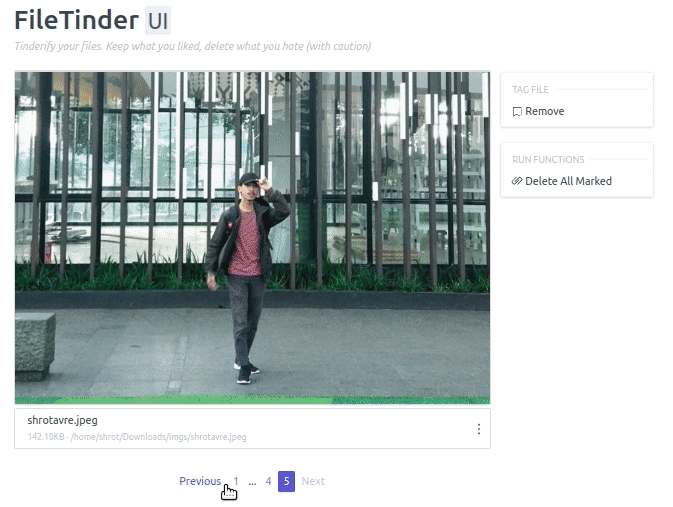 FileTinder UI
Tinderify your files. Keep what you liked, delete what you hate (with caution)
TAG FILE
Remove
RUN FUNCTIONS
Delete All Marked
shrotavre.jpeg
142.10KB - /home/shrot/Downloads/imgs/shrotavre.jpeg
Previous 1 ... 4 5 Next